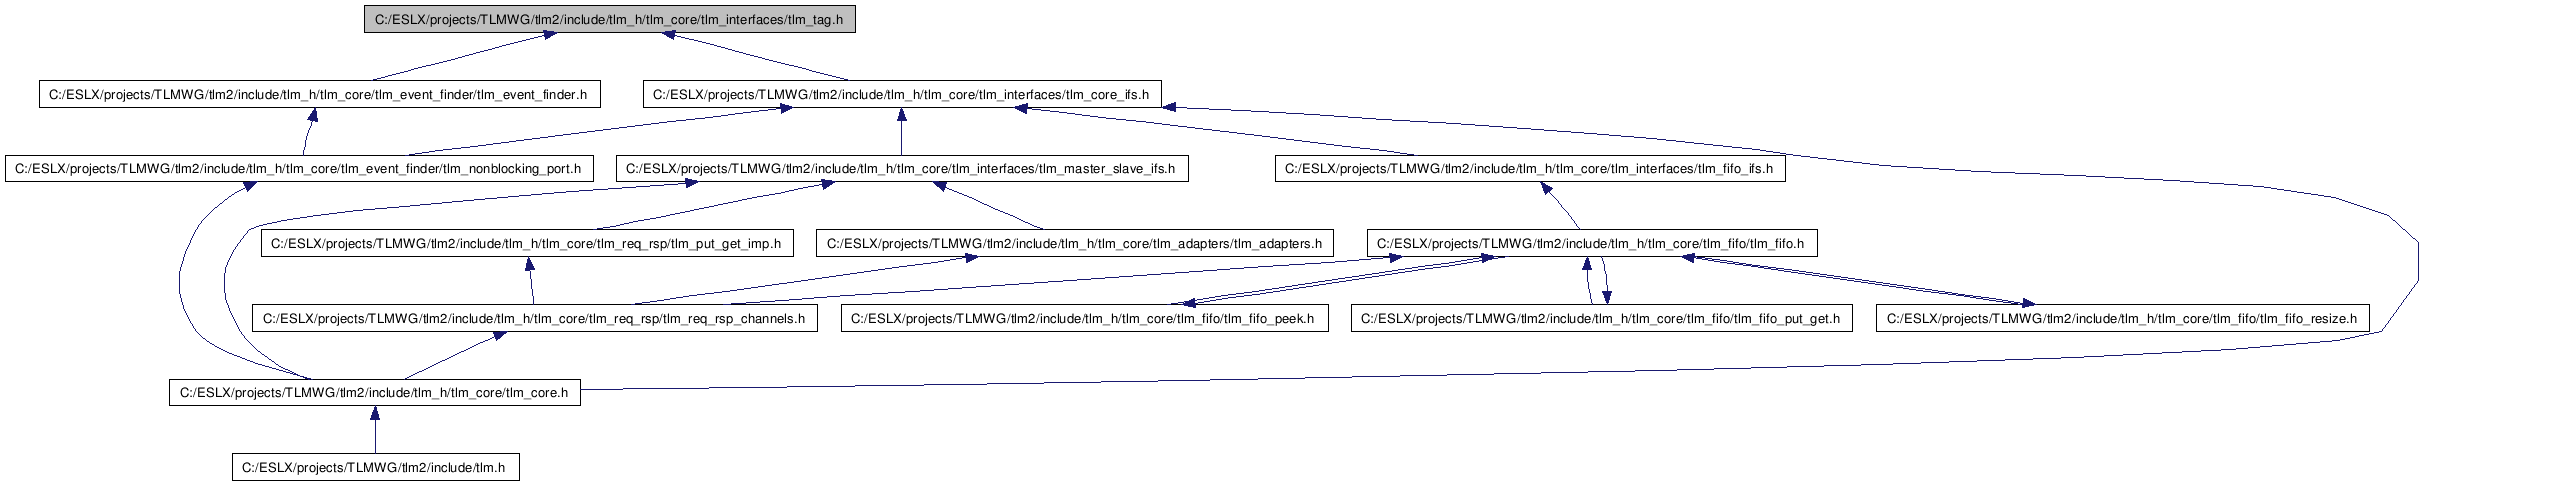 C:/ESLX/projects/TLMWG/tlm2/include/tlm_h/tlm_core/tlm_interfaces/tlm_tag.h
C:/ESLX/projects/TLMWG/tlm2/include/tlm_h/tlm_core/tlm_event_finder/tlm_event_finder.h
C:/ESLX/projects/TLMWG/tlm2/include/tlm_h/tlm_core/tlm_interfaces/tlm_core_ifs.h
C:/ESLX/projects/TLMWG/tlm2/include/tlm_h/tlm_core/tlm_event_finder/tlm_nonblocking_port.h
C:/ESLX/projects/TLMWG/tlm2/include/tlm_h/tlm_core/tlm_interfaces/tlm_master_slave_ifs.h
C:/ESLX/projects/TLMWG/tlm2/include/tlm_h/tlm_core/tlm_interfaces/tlm_fifo_ifs.h
C:/ESLX/projects/TLMWG/tlm2/include/tlm_h/tlm_core/tlm_req_rsp/tlm_put_get_imp.h
C:/ESLX/projects/TLMWG/tlm2/include/tlm_h/tlm_core/tlm_adapters/tlm_adapters.h
C:/ESLX/projects/TLMWG/tlm2/include/tlm_h/tlm_core/tlm_fifo/tlm_fifo.h
C:/ESLX/projects/TLMWG/tlm2/include/tlm_h/tlm_core/tlm_req_rsp/tlm_req_rsp_channels.h
C:/ESLX/projects/TLMWG/tlm2/include/tlm_h/tlm_core/tlm_fifo/tlm_fifo_peek.h
C:/ESLX/projects/TLMWG/tlm2/include/tlm_h/tlm_core/tlm_fifo/tlm_fifo_put_get.h
C:/ESLX/projects/TLMWG/tlm2/include/tlm_h/tlm_core/tlm_fifo/tlm_fifo_resize.h
C:/ESLX/projects/TLMWG/tlm2/include/tlm_h/tlm_core/tlm_core.h
C:/ESLX/projects/TLMWG/tlm2/include/tlm.h